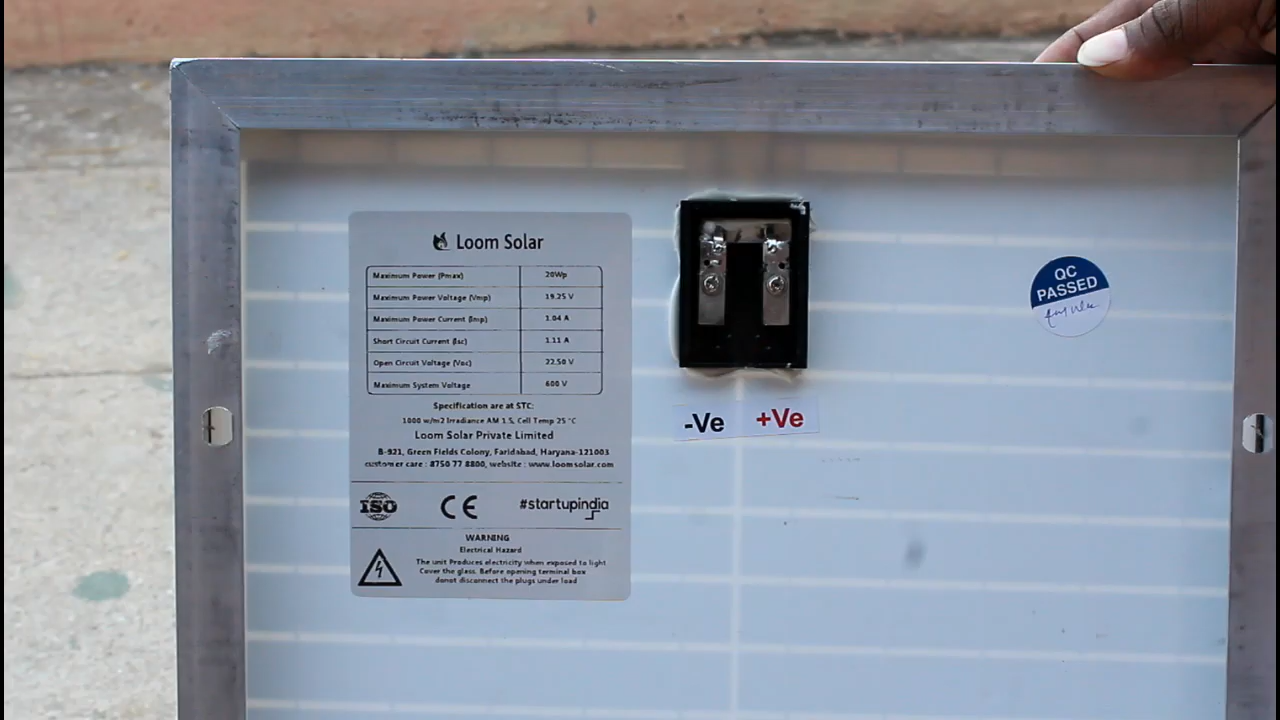 Loom Solar
Maximum Power (Pmax) 20Wp
Maximum Power Voltage (Vmp) 19.25 V
Maximum Power Current (Imp) 1.04 A
Short Circuit Current (Isc) 1.11 A
Open Circuit Voltage (Voc) 22.50 V
Maximum System Voltage 600 V
Specification are at STC:
1000 w/m2 Irradiance AM 1.5, Cell Temp 25 °C
Loom Solar Private Limited
B-921, Green Fields Colony, Faridabad, Haryana-121003
customer care : 8750 77 8800, website : www.loomsolar.com
ISO CE #startupindia
WARNING
Electrical Hazard
The unit Produces electricity when exposed to light
Cover the glass. Before opening terminal box
donot disconnect the plugs under load
-Ve +Ve
QC
PASSED